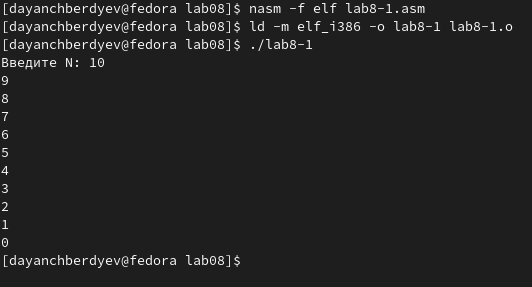 [dayanchberdyev@fedora lab08]$ nasm -f elf lab8-1.asm
[dayanchberdyev@fedora lab08]$ ld -m elf_i386 -o lab8-1 lab8-1.o
[dayanchberdyev@fedora lab08]$ ./lab8-1
Введите N: 10
9
8
7
6
5
4
3
2
1
0
[dayanchberdyev@fedora lab08]$